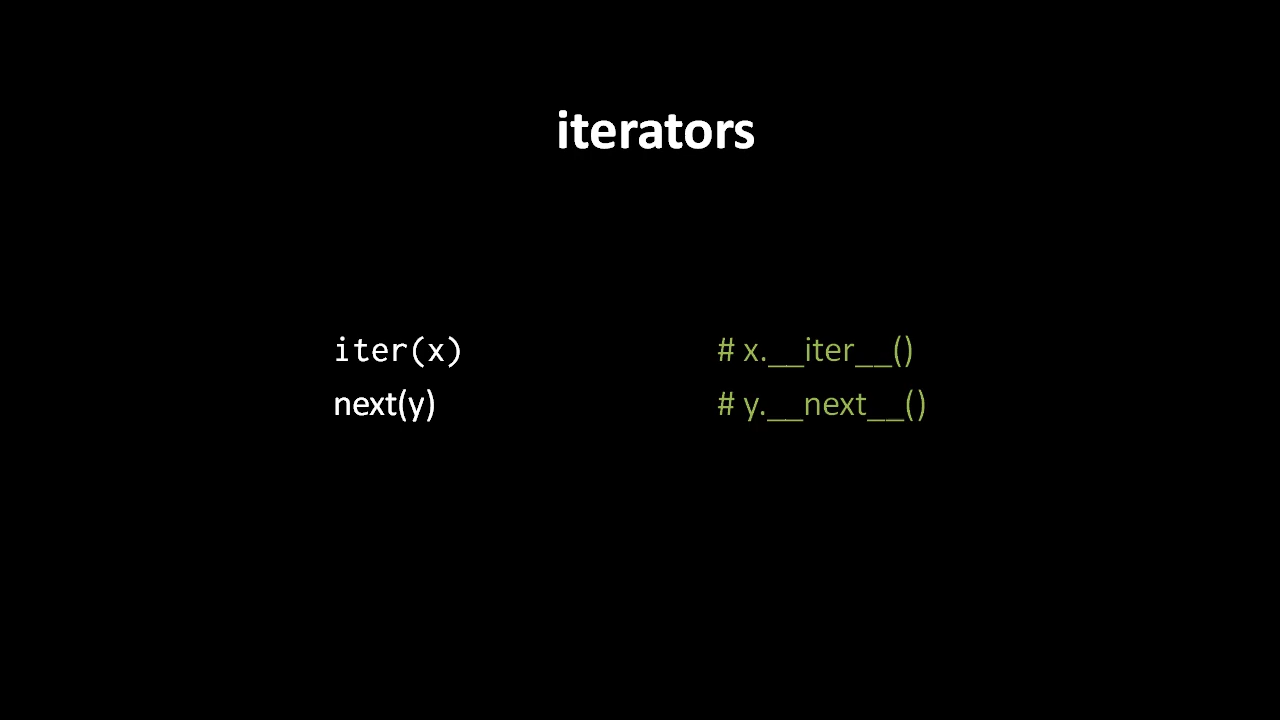 iterators
iter(x) # x.__iter__()
next(y) # y.__next__()